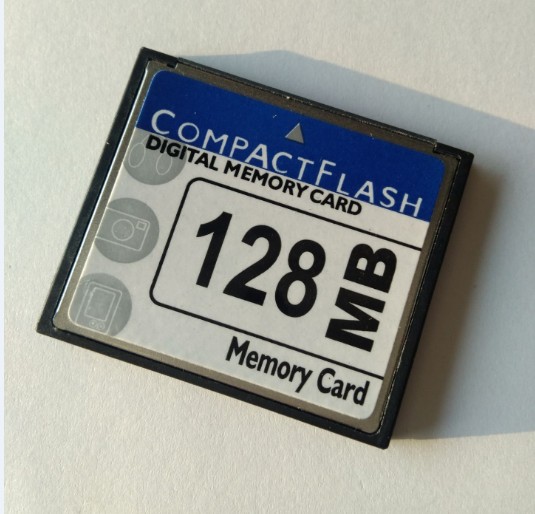 COMPACTFLASH
DIGITAL MEMORY CARD
128 MB
Memory Card